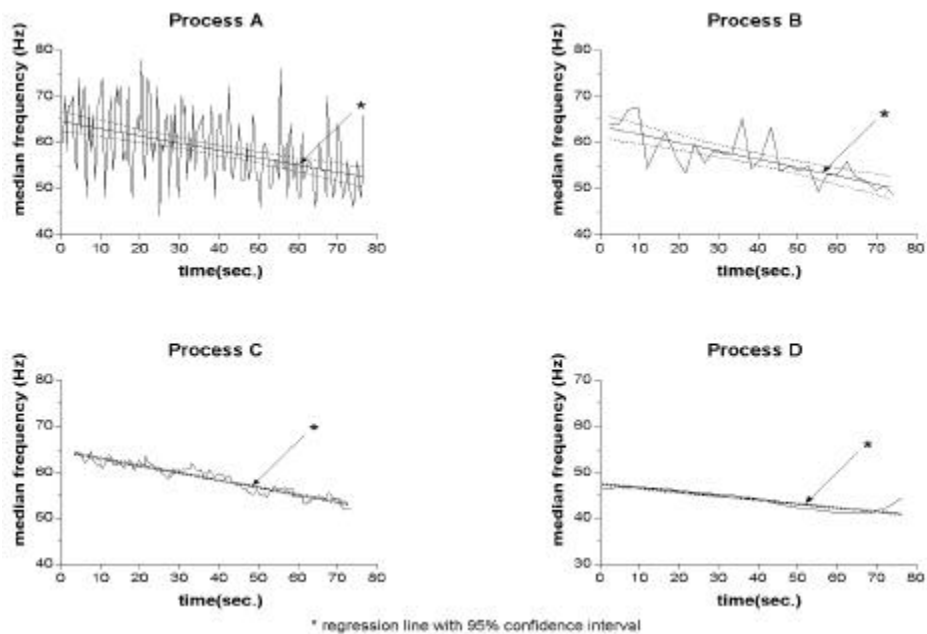 Process A
median frequency (Hz)
80
70
60
50
40
0 10 20 30 40 50 60 70 80
time(sec.)
*
Process B
median frequency (Hz)
80
70
60
50
40
0 10 20 30 40 50 60 70 80
time(sec.)
*
Process C
median frequency (Hz)
80
70
60
50
40
0 10 20 30 40 50 60 70 80
time(sec.)
*
Process D
median frequency (Hz)
70
60
50
40
30
0 10 20 30 40 50 60 70 80
time(sec.)
*
* regression line with 95% confidence interval